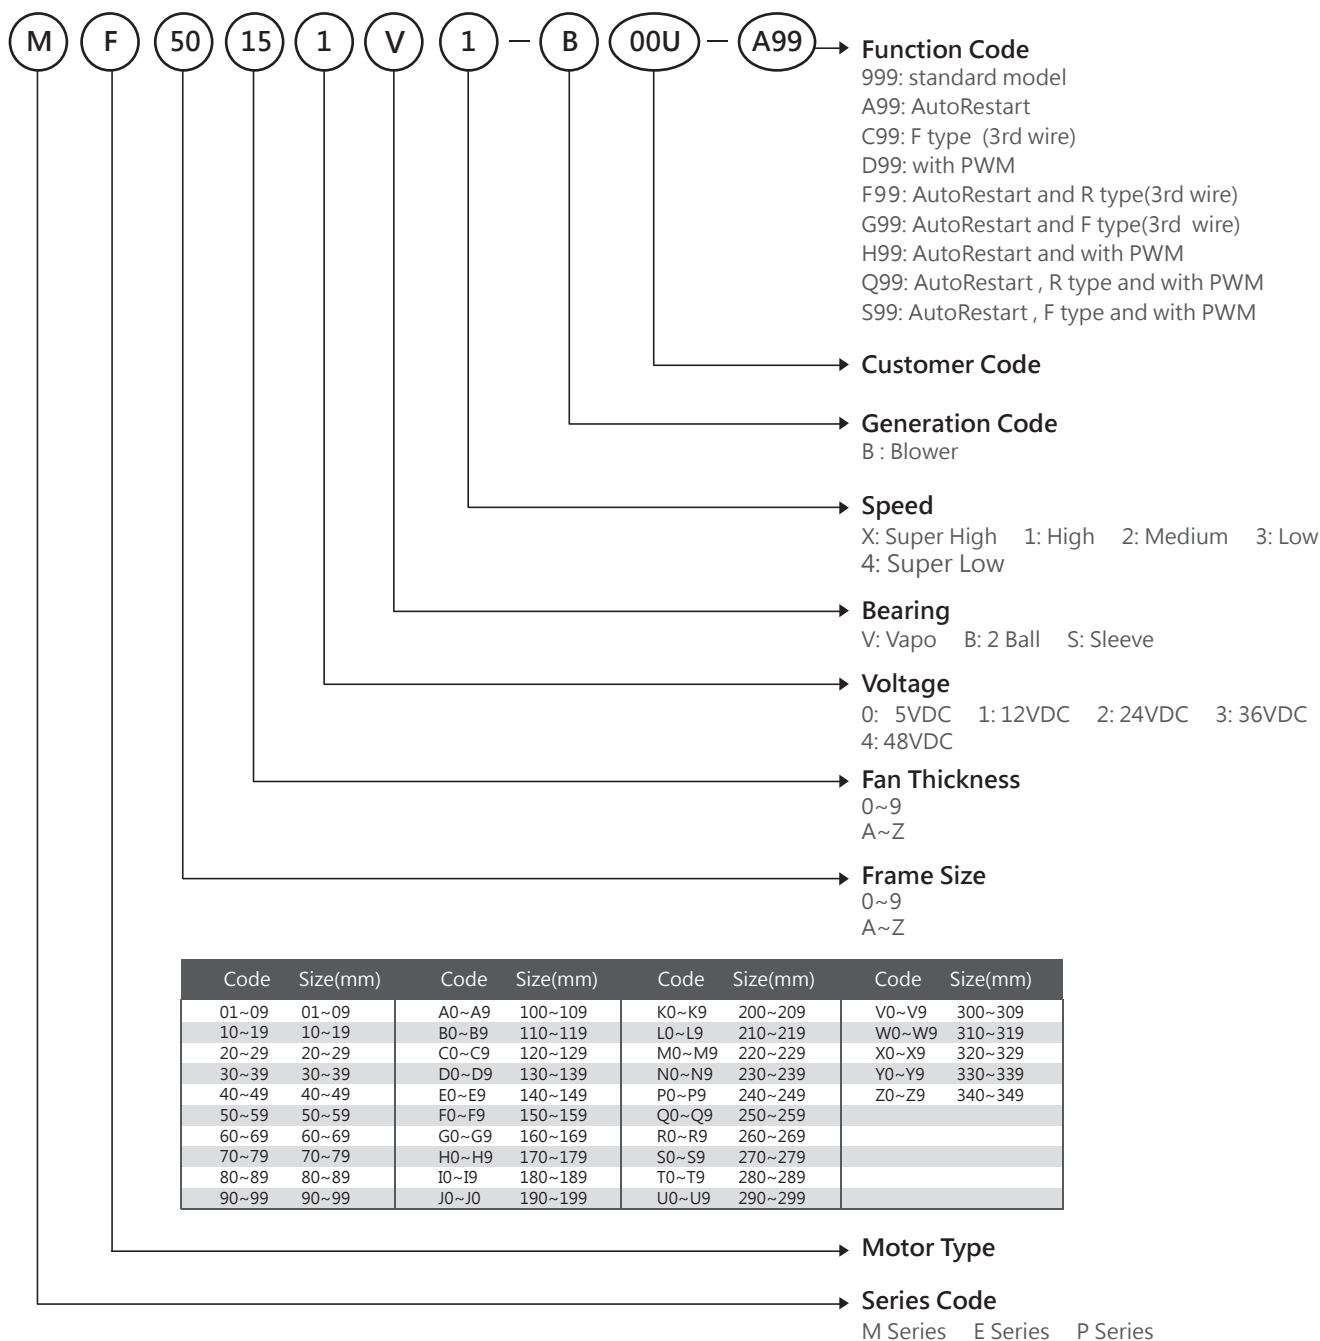 M F 50 15 1 V 1 — B 00U — A99
Function Code
999: standard model
A99: AutoRestart
C99: F type (3rd wire)
D99: with PWM
F99: AutoRestart and R type(3rd wire)
G99: AutoRestart and F type(3rd wire)
H99: AutoRestart and with PWM
Q99: AutoRestart , R type and with PWM
S99: AutoRestart , F type and with PWM
Customer Code
Generation Code
B : Blower
Speed
X: Super High 1: High 2: Medium 3: Low
4: Super Low
Bearing
V: Vapo B: 2 Ball S: Sleeve
Voltage
0: 5VDC 1: 12VDC 2: 24VDC 3: 36VDC
4: 48VDC
Fan Thickness
0~9
A~Z
Frame Size
0~9
A~Z
Code Size(mm) Code Size(mm) Code Size(mm) Code Size(mm)
01~09 01~09 A0~A9 100~109 K0~K9 200~209 V0~V9 300~309
10~19 10~19 B0~B9 110~119 L0~L9 210~219 W0~W9 310~319
20~29 20~29 C0~C9 120~129 M0~M9 220~229 X0~X9 320~329
30~39 30~39 D0~D9 130~139 N0~N9 230~239 Y0~Y9 330~339
40~49 40~49 E0~E9 140~149 P0~P9 240~249 Z0~Z9 340~349
50~59 50~59 F0~F9 150~159 Q0~Q9 250~259
60~69 60~69 G0~G9 160~169 R0~R9 260~269
70~79 70~79 H0~H9 170~179 S0~S9 270~279
80~89 80~89 I0~I9 180~189 T0~T9 280~289
90~99 90~99 J0~J0 190~199 U0~U9 290~299
Motor Type
Series Code
M Series E Series P Series